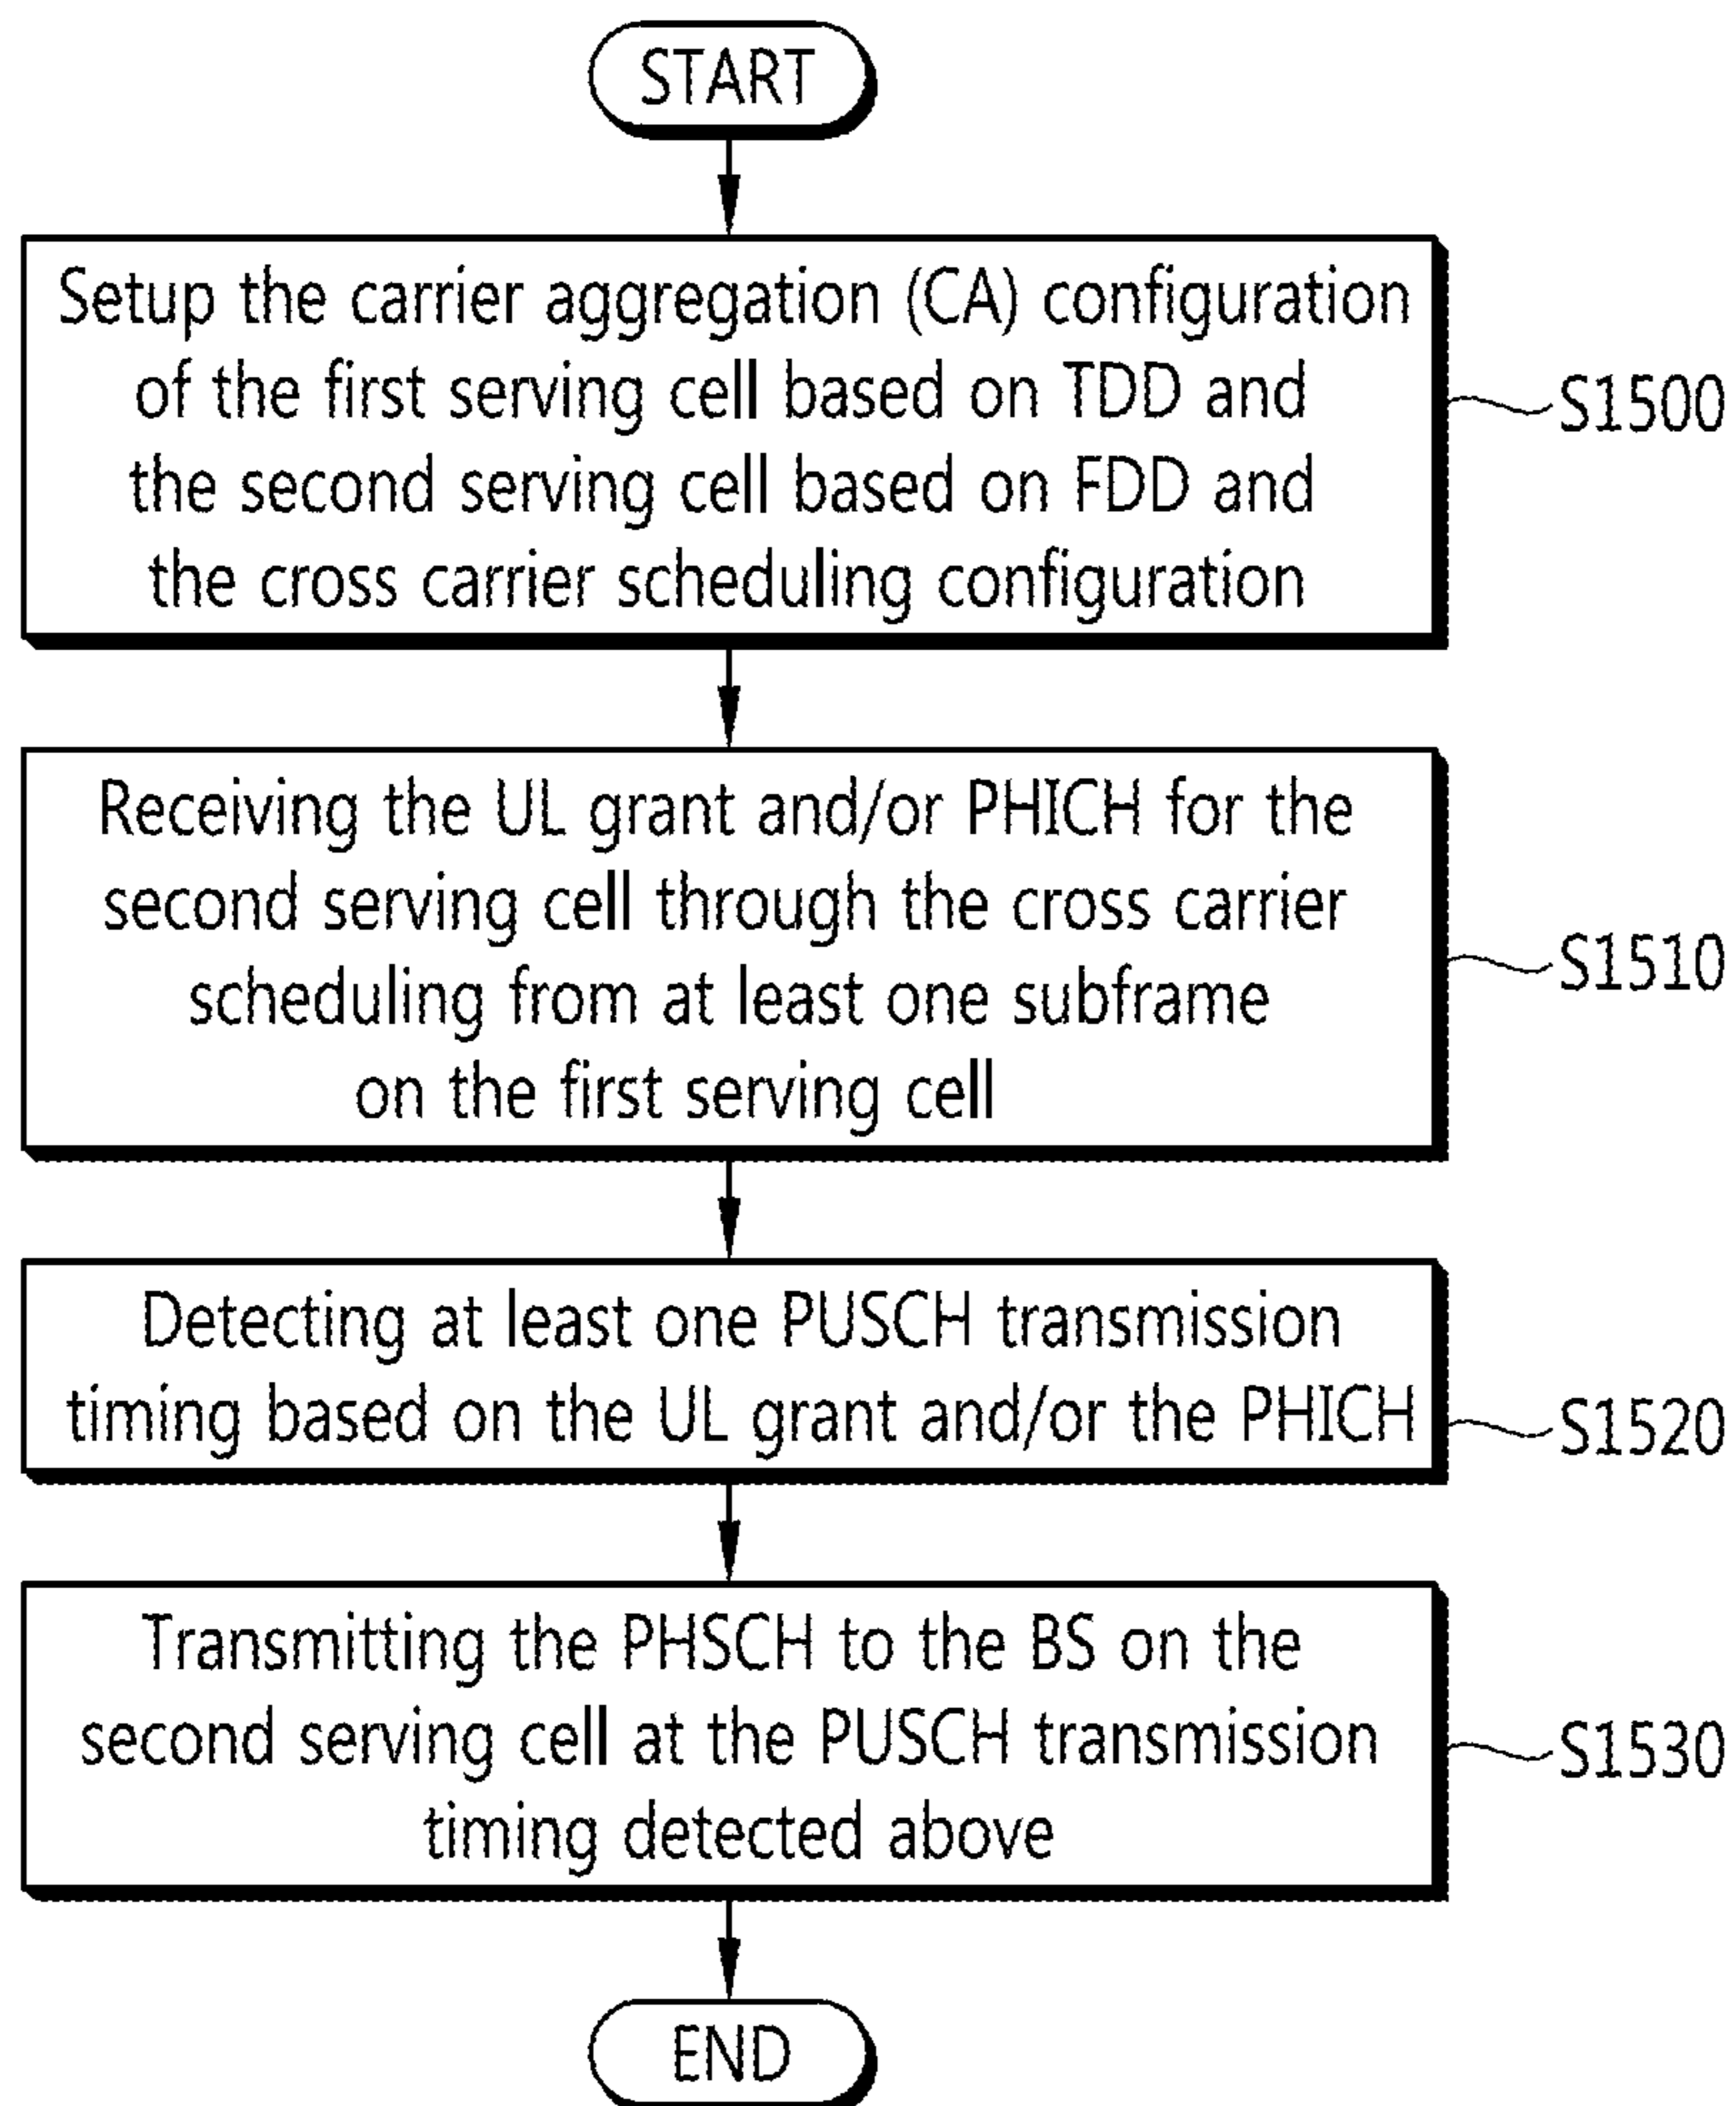 START
Setup the carrier aggregation (CA) configuration
of the first serving cell based on TDD and
the second serving cell based on FDD and
the cross carrier scheduling configuration
S1500
Receiving the UL grant and/or PHICH for the
second serving cell through the cross carrier
scheduling from at least one subframe
on the first serving cell
S1510
Detecting at least one PUSCH transmission
timing based on the UL grant and/or the PHICH
S1520
Transmitting the PHSCH to the BS on the
second serving cell at the PUSCH transmission
timing detected above
S1530
END